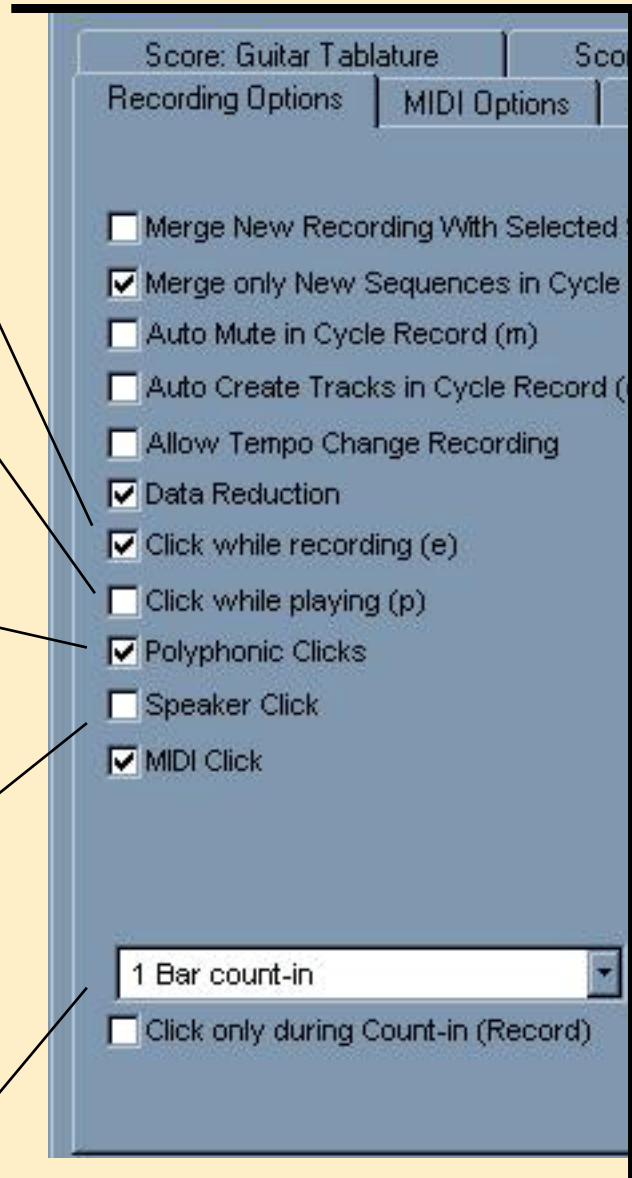 Score: Guitar Tablature Sco
Recording Options MIDI Options
Merge New Recording With Selected
Merge only New Sequences in Cycle
Auto Mute in Cycle Record (m)
Auto Create Tracks in Cycle Record (
Allow Tempo Change Recording
Data Reduction
Click while recording (e)
Click while playing (p)
Polyphonic Clicks
Speaker Click
MIDI Click
1 Bar count-in
Click only during Count-in (Record)